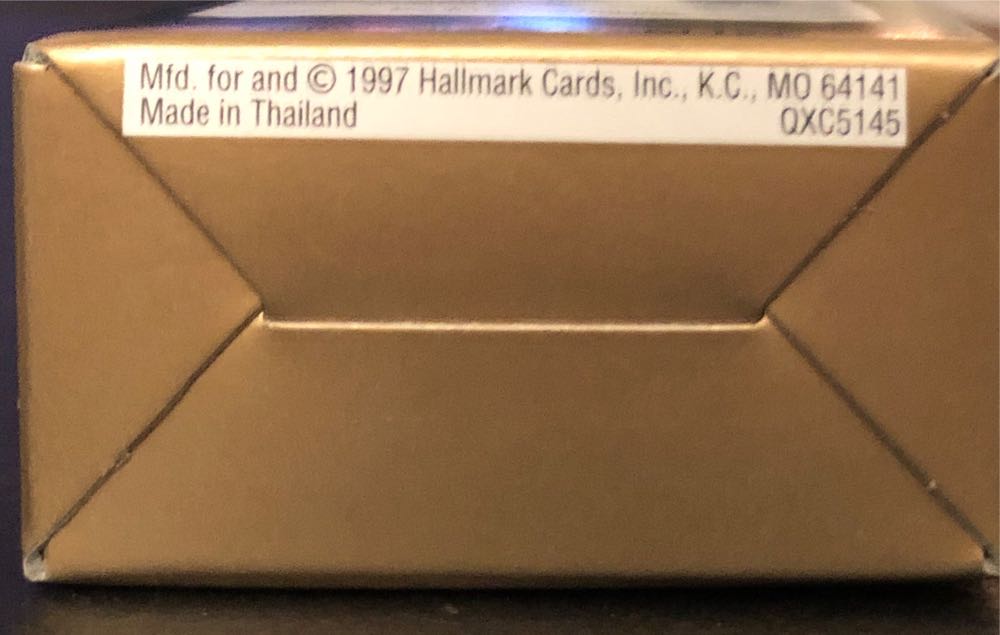 Mfd. for and © 1997 Hallmark Cards, Inc., K.C., MO 64141
Made in Thailand
QXC5145